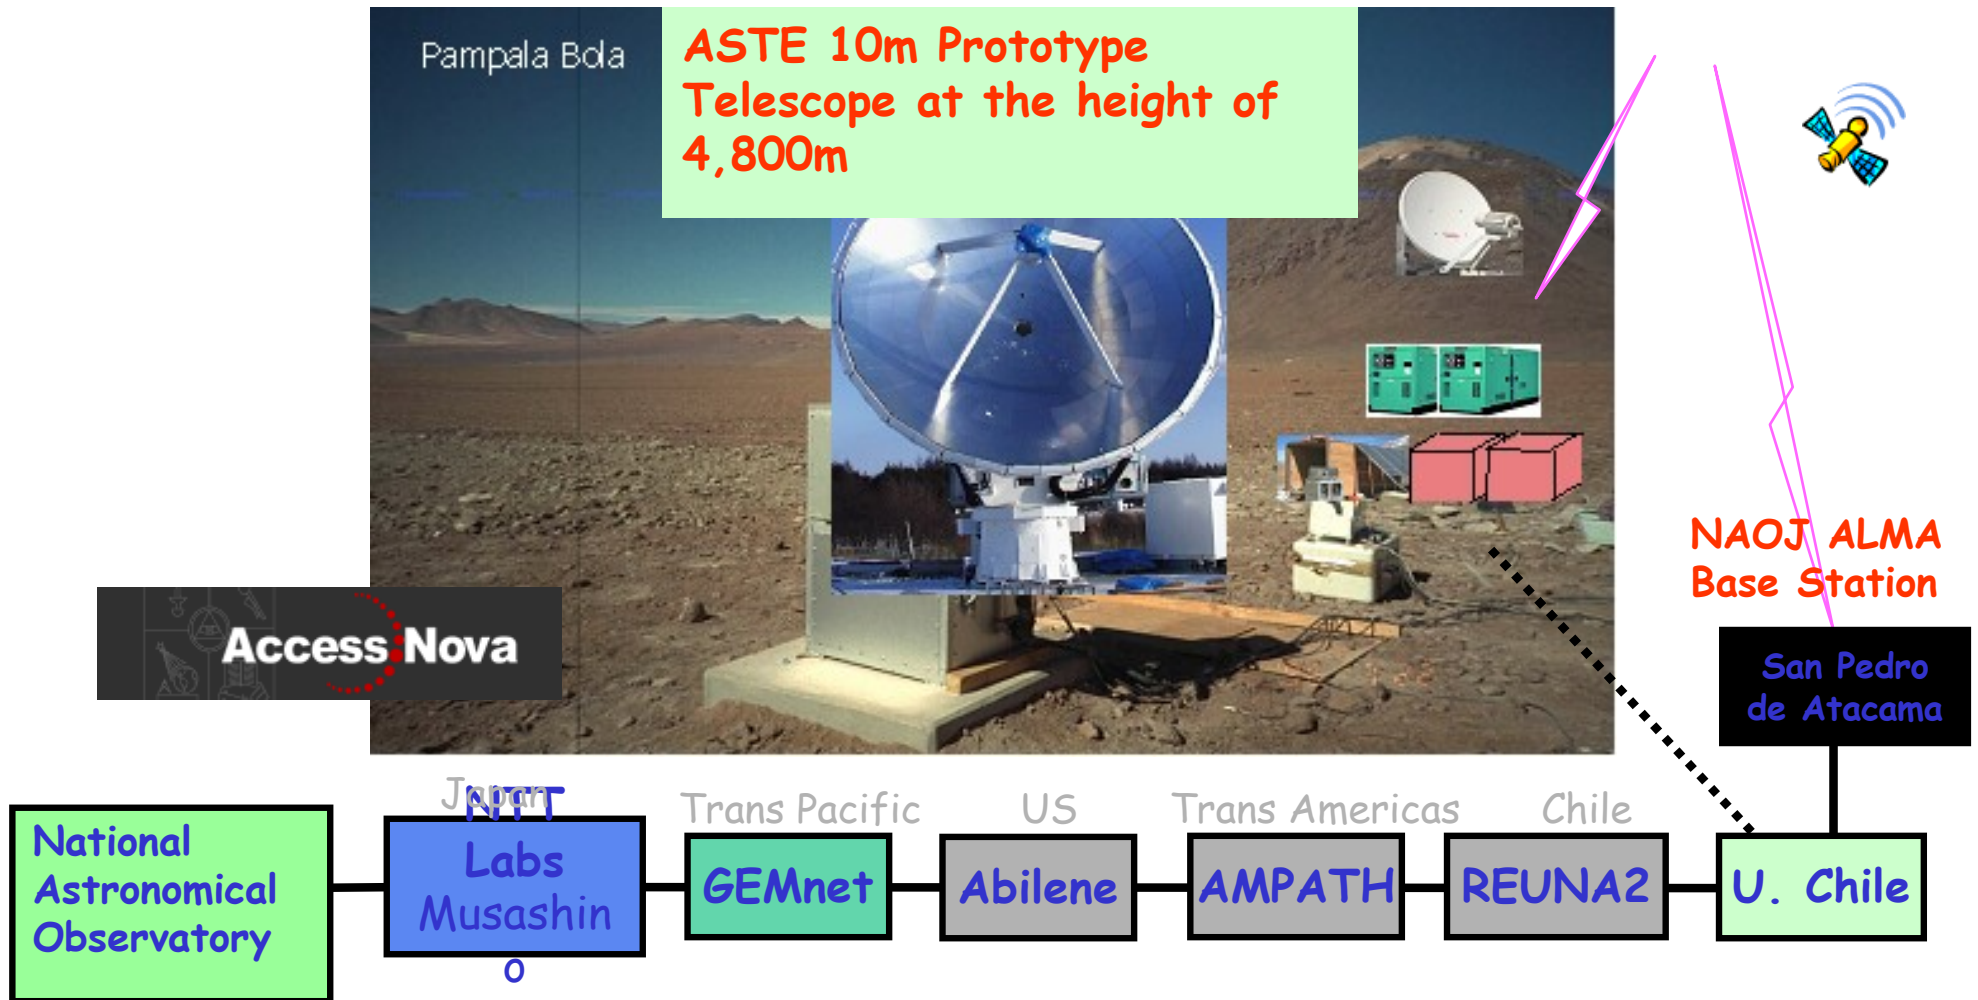 Pampala Bola
ASTE 10m Prototype
Telescope at the height of
4,800m
Access Nova
NAOJ ALMA
Base Station
San Pedro
de Atacama
Japan
Trans Pacific
US
Trans Americas
Chile
National
Astronomical
Observatory
NTT
Labs
Musashin
o
GEMnet
Abilene
AMPATH
REUNA2
U. Chile